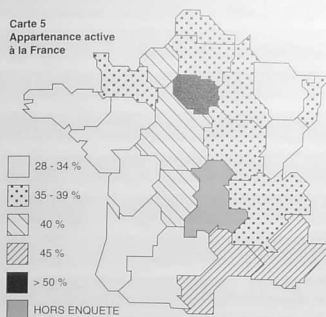 Carte 5
Appartenance active
à la France
28 - 34 %
35 - 39 %
40 %
45 %
> 50 %
HORS ENQUETE